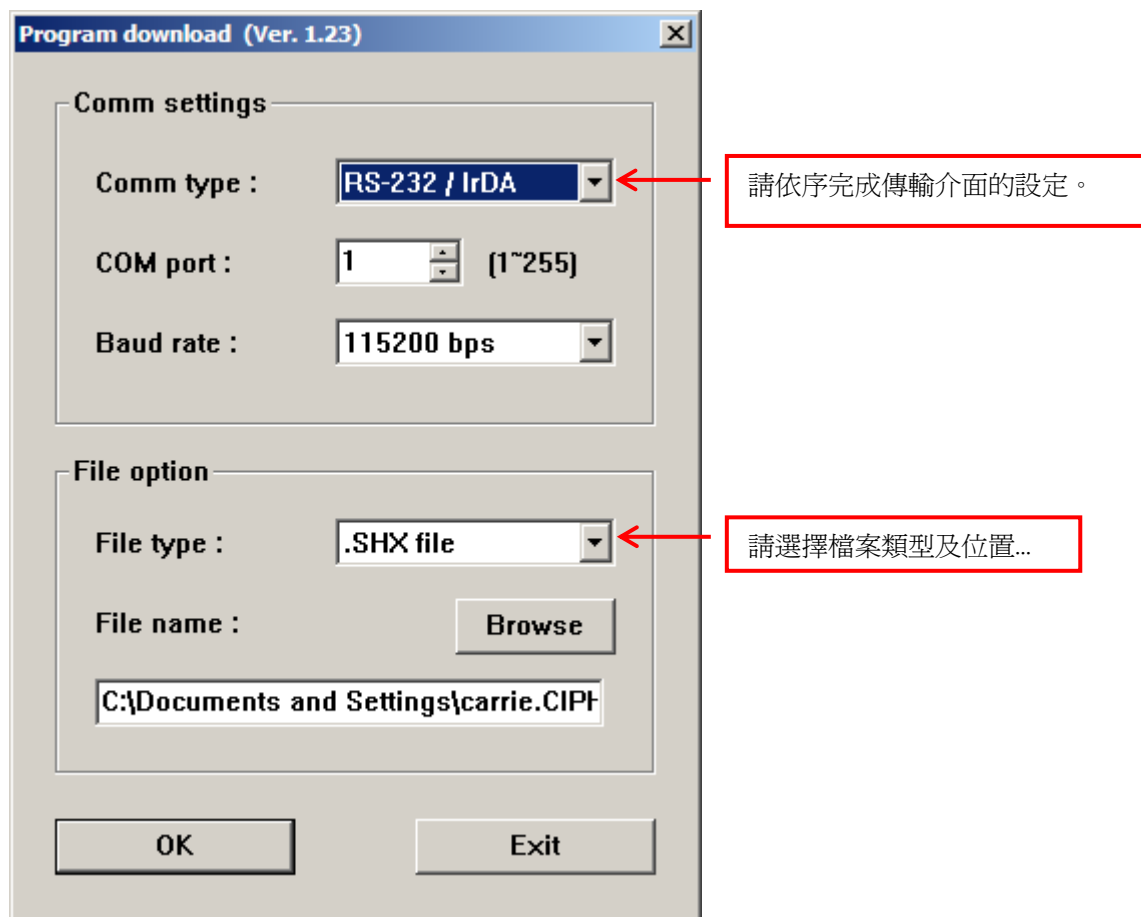 Program download (Ver. 1.23)
Comm settings
Comm type : RS-232 / IrDA
請依序完成傳輸介面的設定。
COM port : 1 (1~255)
Baud rate : 115200 bps
File option
File type : .SHX file
請選擇檔案類型及位置...
File name : Browse
C:\Documents and Settings\carrie.CIPH
OK Exit